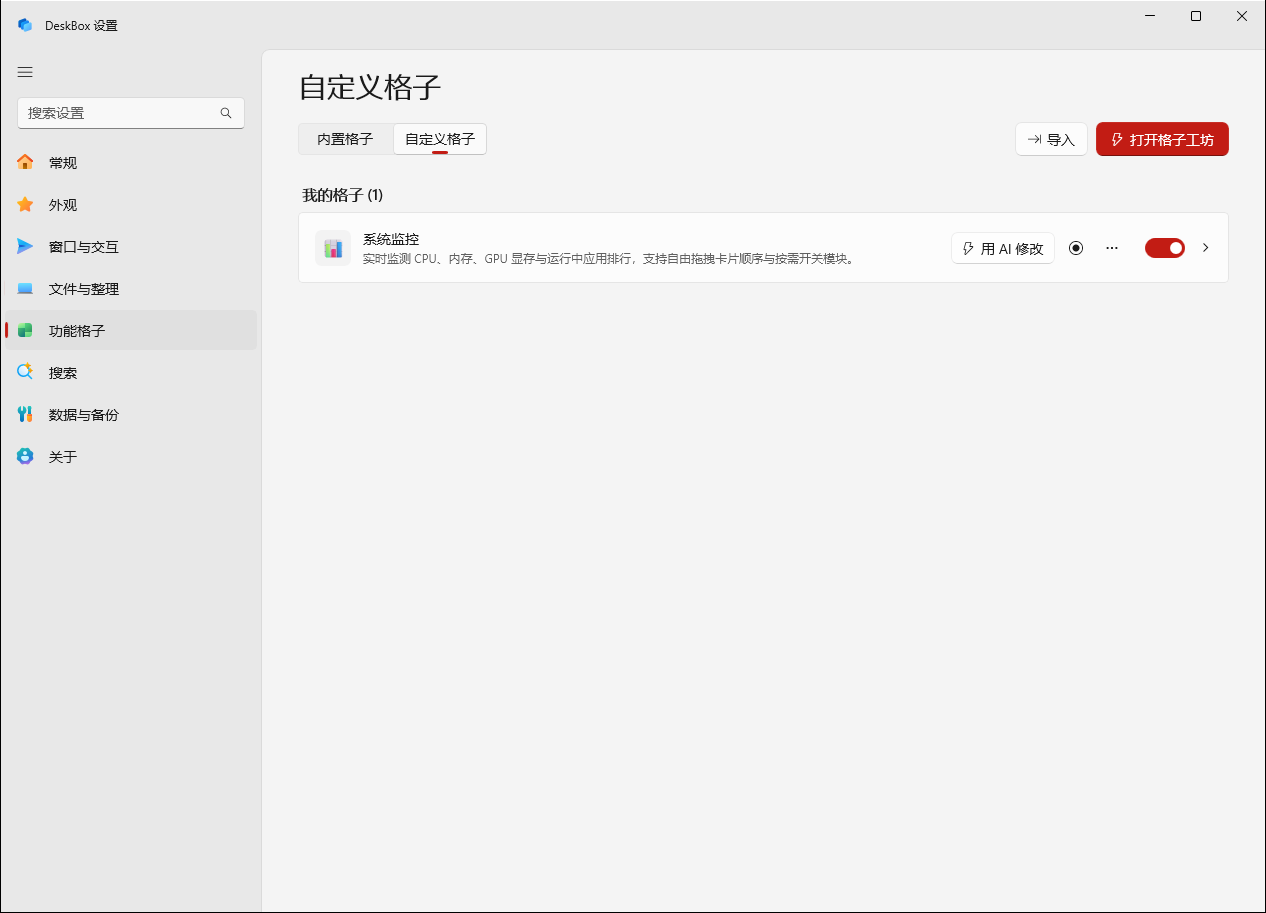 DeskBox 设置
搜索设置
常规
外观
窗口与交互
文件与整理
功能格子
搜索
数据与备份
关于
自定义格子
内置格子 自定义格子
导入 打开格子工坊
我的格子 (1)
系统监控
实时监测 CPU、内存、GPU 显存与运行中应用排行，支持自由拖拽卡片顺序与按需开关模块。
用 AI 修改